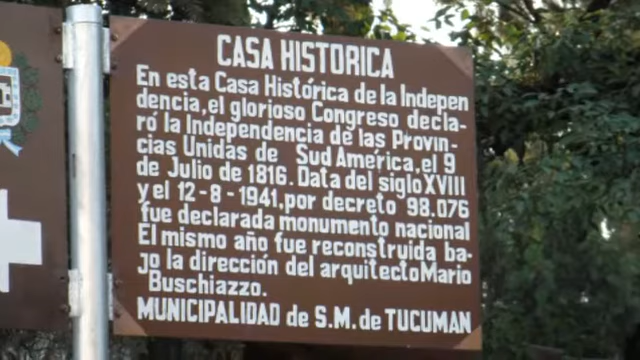 CASA HISTORICA
En esta Casa Histórica de la Indepen
dencia,el glorioso Congreso decla-
ró la Independencia de las Provin-
cias Unidas de Sud América,el 9
de Julio de 1816. Data del siglo XVIII
y el 12-8-1941,por decreto 98.076
fue declarada monumento nacional
El mismo año fue reconstruida ba-
jo la dirección del arquitecto Mario
Buschiazzo.
MUNICIPALIDAD de S.M. de TUCUMAN